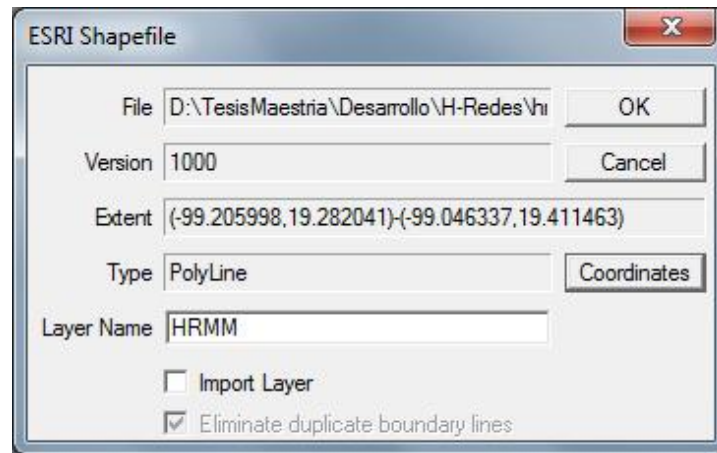 ESRI Shapefile
File D:\TesisMaestria\Desarrollo\H-Redes\h OK
Version 1000 Cancel
Extent (-99.205998,19.282041)-(-99.046337,19.411463)
Type PolyLine Coordinates
Layer Name HRMM
Import Layer
Eliminate duplicate boundary lines